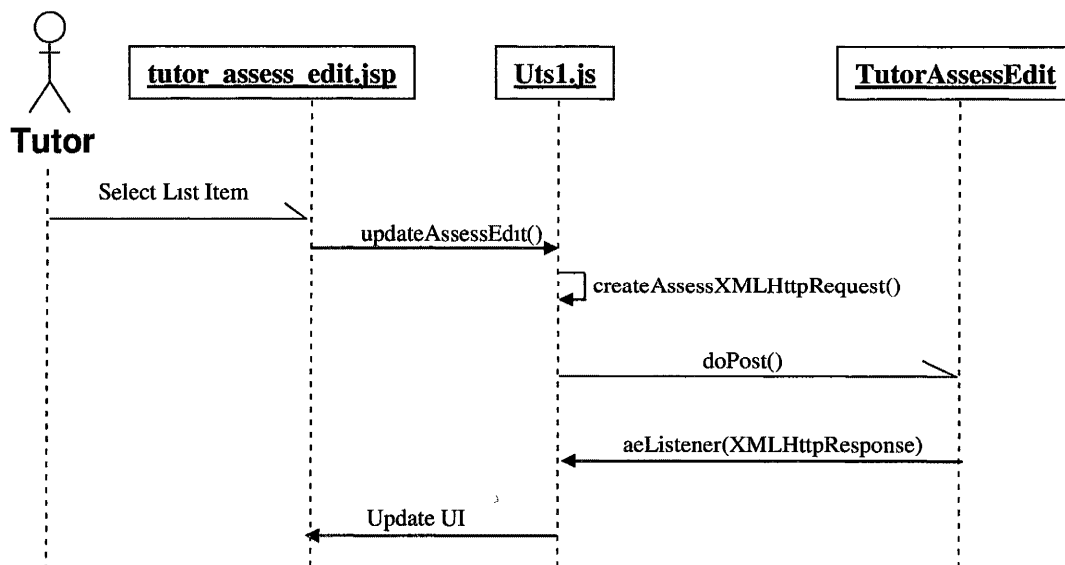 tutor_assess_edit.jsp
Uts1.js
TutorAssessEdit
Tutor
Select List Item
updateAssessEdit()
createAssessXMLHttpRequest()
doPost()
aeListener(XMLHttpResponse)
Update UI